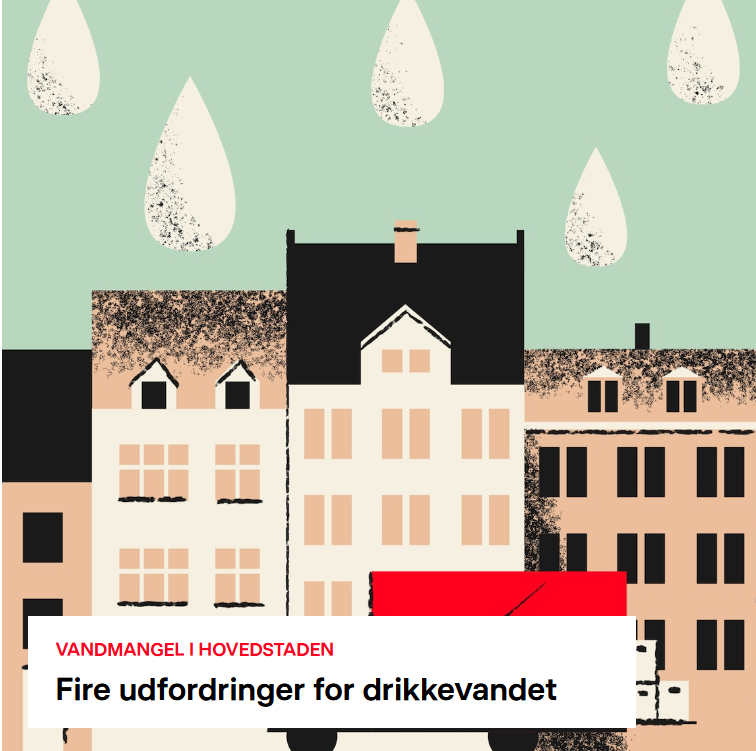 VANDMANGEL I HOVEDSTADEN
Fire udfordringer for drikkevandet